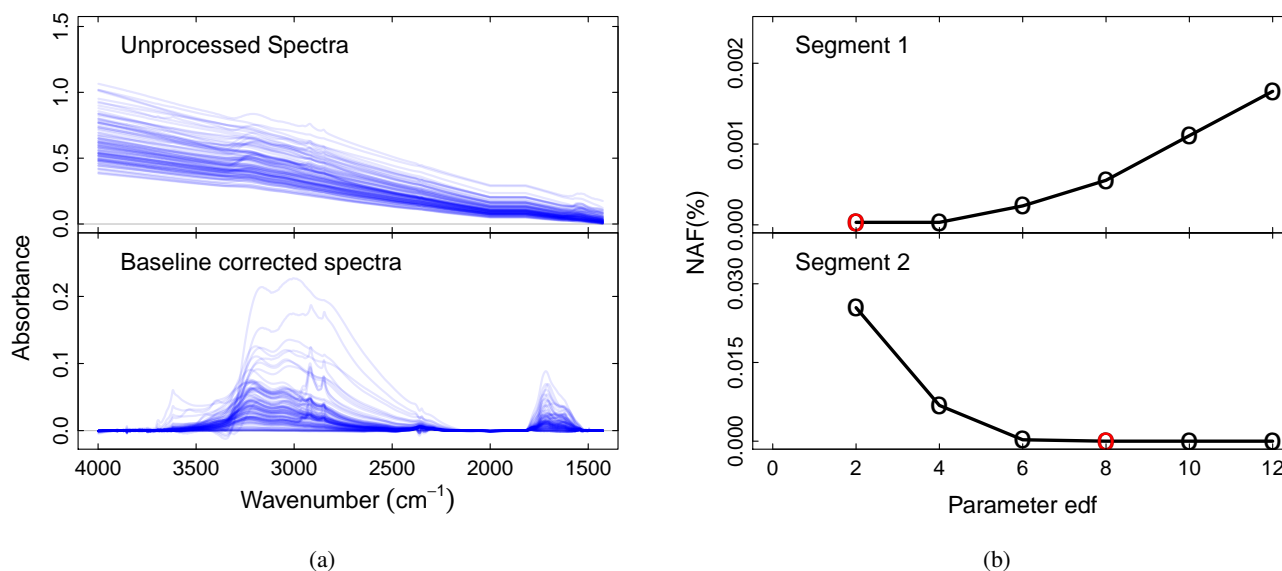 Unprocessed Spectra
1.5
1.0
0.5
0.0
Baseline corrected spectra
0.2
0.1
0.0
Absorbance
4000 3500 3000 2500 2000 1500
Wavenumber (cm⁻¹)
(a)
Segment 1
0.002
0.001
0.000
Segment 2
0.030
0.015
0.000
NAF(%)
0 2 4 6 8 10 12
Parameter edf
(b)